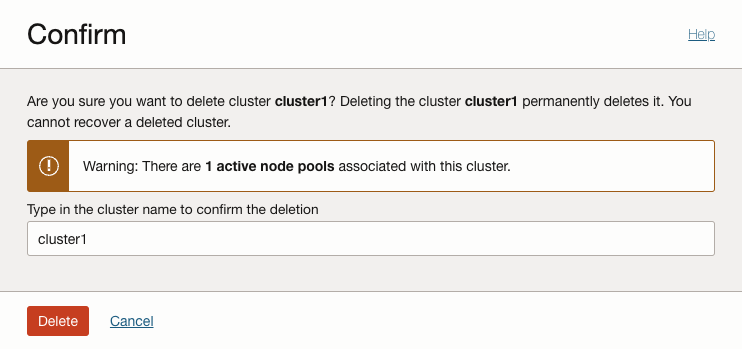 Confirm
Help
Are you sure you want to delete cluster cluster1? Deleting the cluster cluster1 permanently deletes it. You
cannot recover a deleted cluster.
Warning: There are 1 active node pools associated with this cluster.
Type in the cluster name to confirm the deletion
cluster1
Delete
Cancel